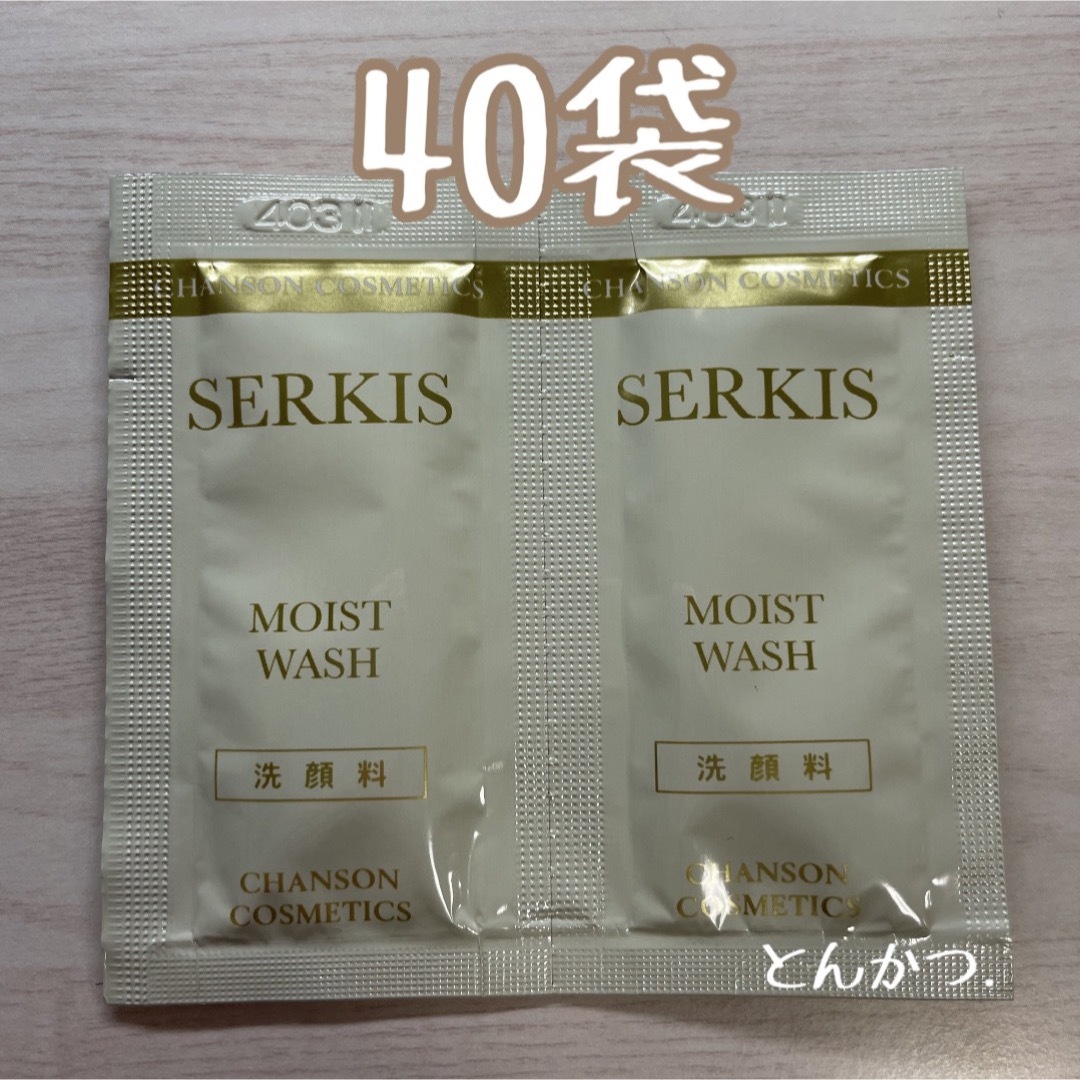 40袋
CHANSON COSMETICS
SERKIS
MOIST
WASH
洗顔料
CHANSON
COSMETICS
CHANSON COSMETICS
SERKIS
MOIST
WASH
洗顔料
CHANSON
COSMETICS
とんかつ.